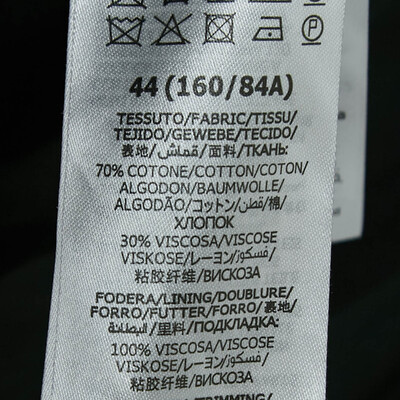 44 (160/84A)
TESSUTO/FABRIC/TISSU/
TEJIDO/GEWEBE/TECIDO/
表地/قماش/面料/ТКАНЬ:
70% COTONE/COTTON/COTON/
ALGODON/BAUMWOLLE/
ALGODÃO/コットン/قطن/棉/
ХЛОПОК
30% VISCOSA/VISCOSE
VISKOSE/レーヨン/فسكوز/
粘胶纤维/ВИСКОЗА
FODERA/LINING/DOUBLURE/
FORRO/FUTTER/FORRO/裏地/
البطانة/里料/ПОДКЛАДКА:
100% VISCOSA/VISCOSE
VISKOSE/レーヨン/فسكوز/
粘胶纤维/ВИСКОЗА
TRIMMING/